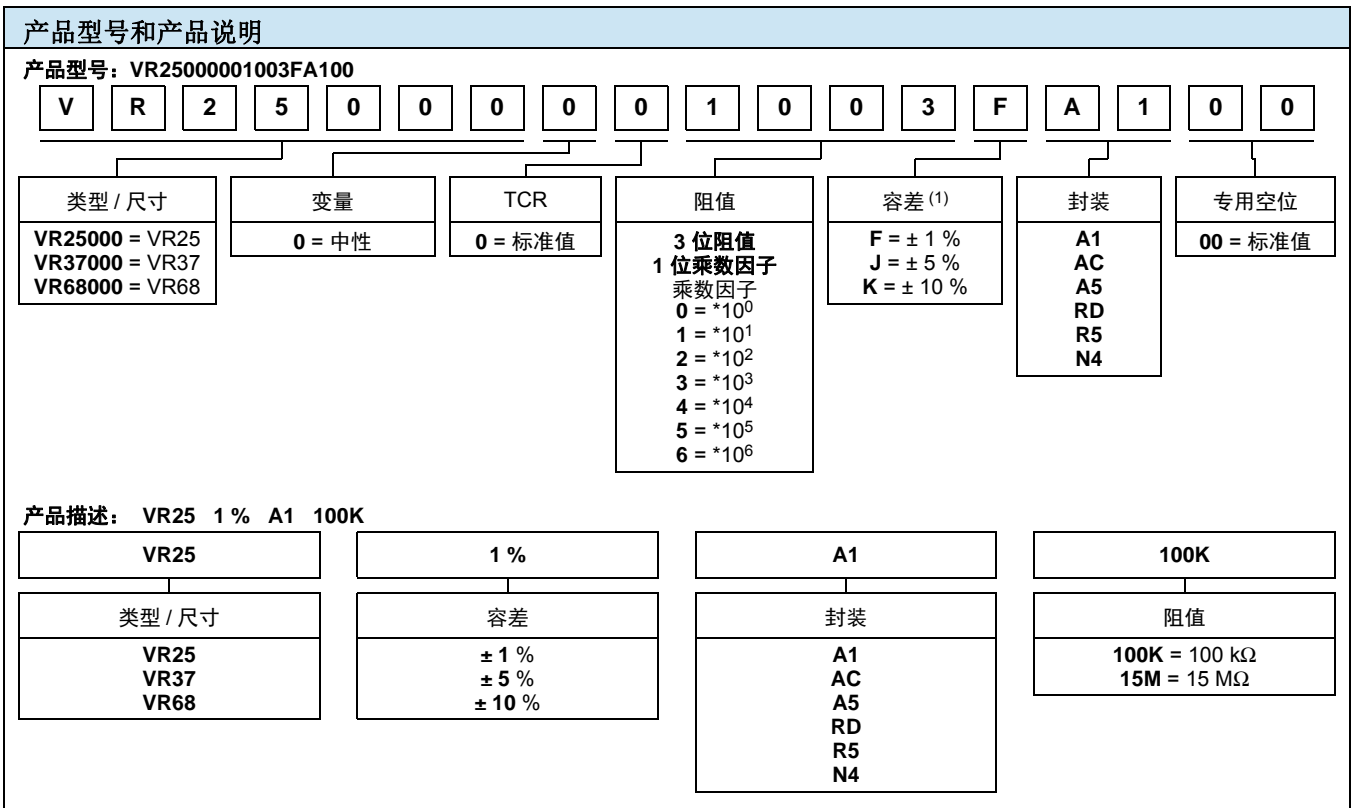 产品型号和产品说明
产品型号：VR25000001003FA100
V R 2 5 0 0 0 0 0 1 0 0 3 F A 1 0 0
类型 / 尺寸
VR25000 = VR25
VR37000 = VR37
VR68000 = VR68
变量
0 = 中性
TCR
0 = 标准值
阻值
3 位阻值
1 位乘数因子
乘数因子
0 = *10⁰
1 = *10¹
2 = *10²
3 = *10³
4 = *10⁴
5 = *10⁵
6 = *10⁶
容差 (1)
F = ± 1 %
J = ± 5 %
K = ± 10 %
封装
A1
AC
A5
RD
R5
N4
专用空位
00 = 标准值
产品描述： VR25 1 % A1 100K
VR25
类型 / 尺寸
VR25
VR37
VR68
1 %
容差
± 1 %
± 5 %
± 10 %
A1
封装
A1
AC
A5
RD
R5
N4
100K
阻值
100K = 100 kΩ
15M = 15 MΩ